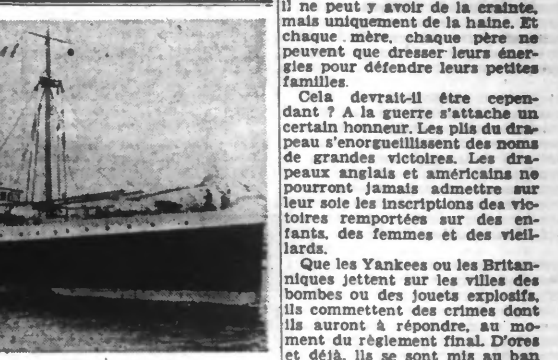 il ne peut y avoir de la crainte,
mais uniquement de la haine. Et
chaque mère, chaque père ne
peuvent que dresser leurs éner-
gies pour défendre leurs petites
familles.
Cela devrait-il être cepen-
dant ? A la guerre s'attache un
certain honneur. Les plis du dra-
peau s'enorgueillissent des noms
de grandes victoires. Les dra-
peaux anglais et américains ne
pourront jamais admettre sur
leur soie les inscriptions des vic-
toires remportées sur des en-
fants, des femmes et des vieil-
lards.
Que les Yankees ou les Britan-
niques jettent sur les villes des
bombes ou des jouets explosifs,
ils commettent des crimes dont
ils auront à répondre, au mo-
ment du règlement final. D'ores
et déjà, ils se sont mis au ban